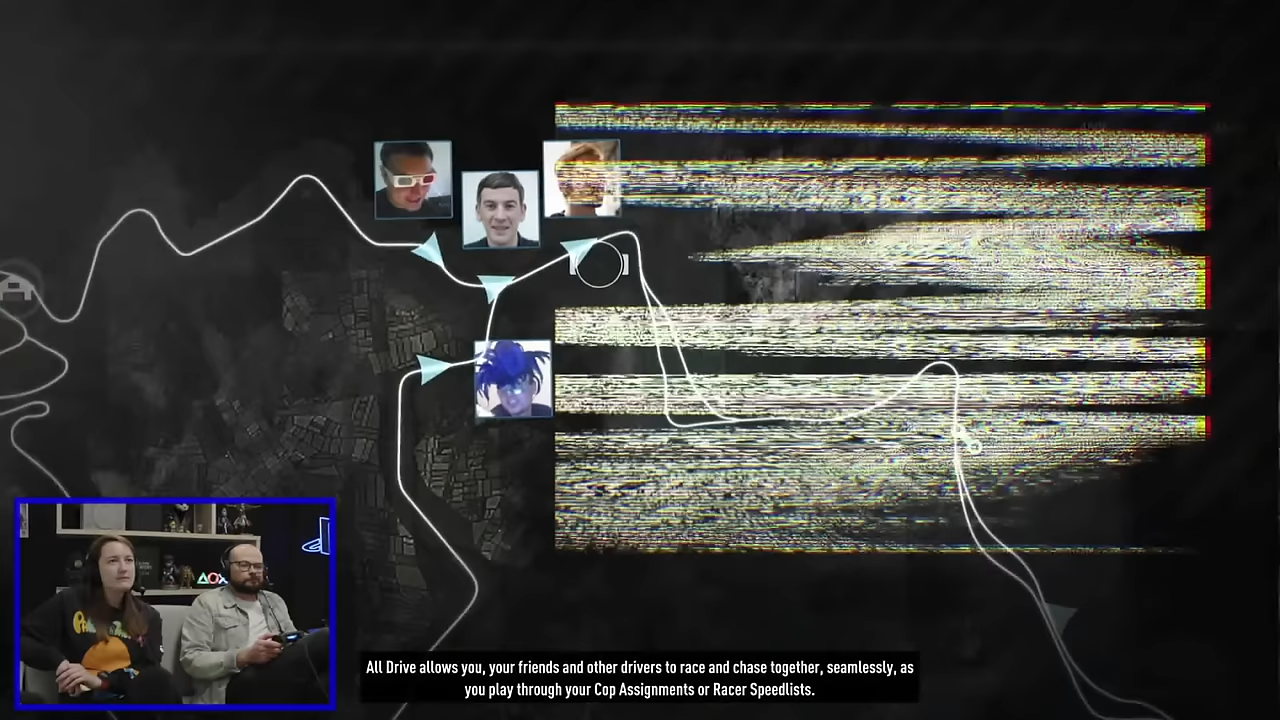 All Drive allows you, your friends and other drivers to race and chase together, seamlessly, as
you play through your Cop Assignments or Racer Speedlists.